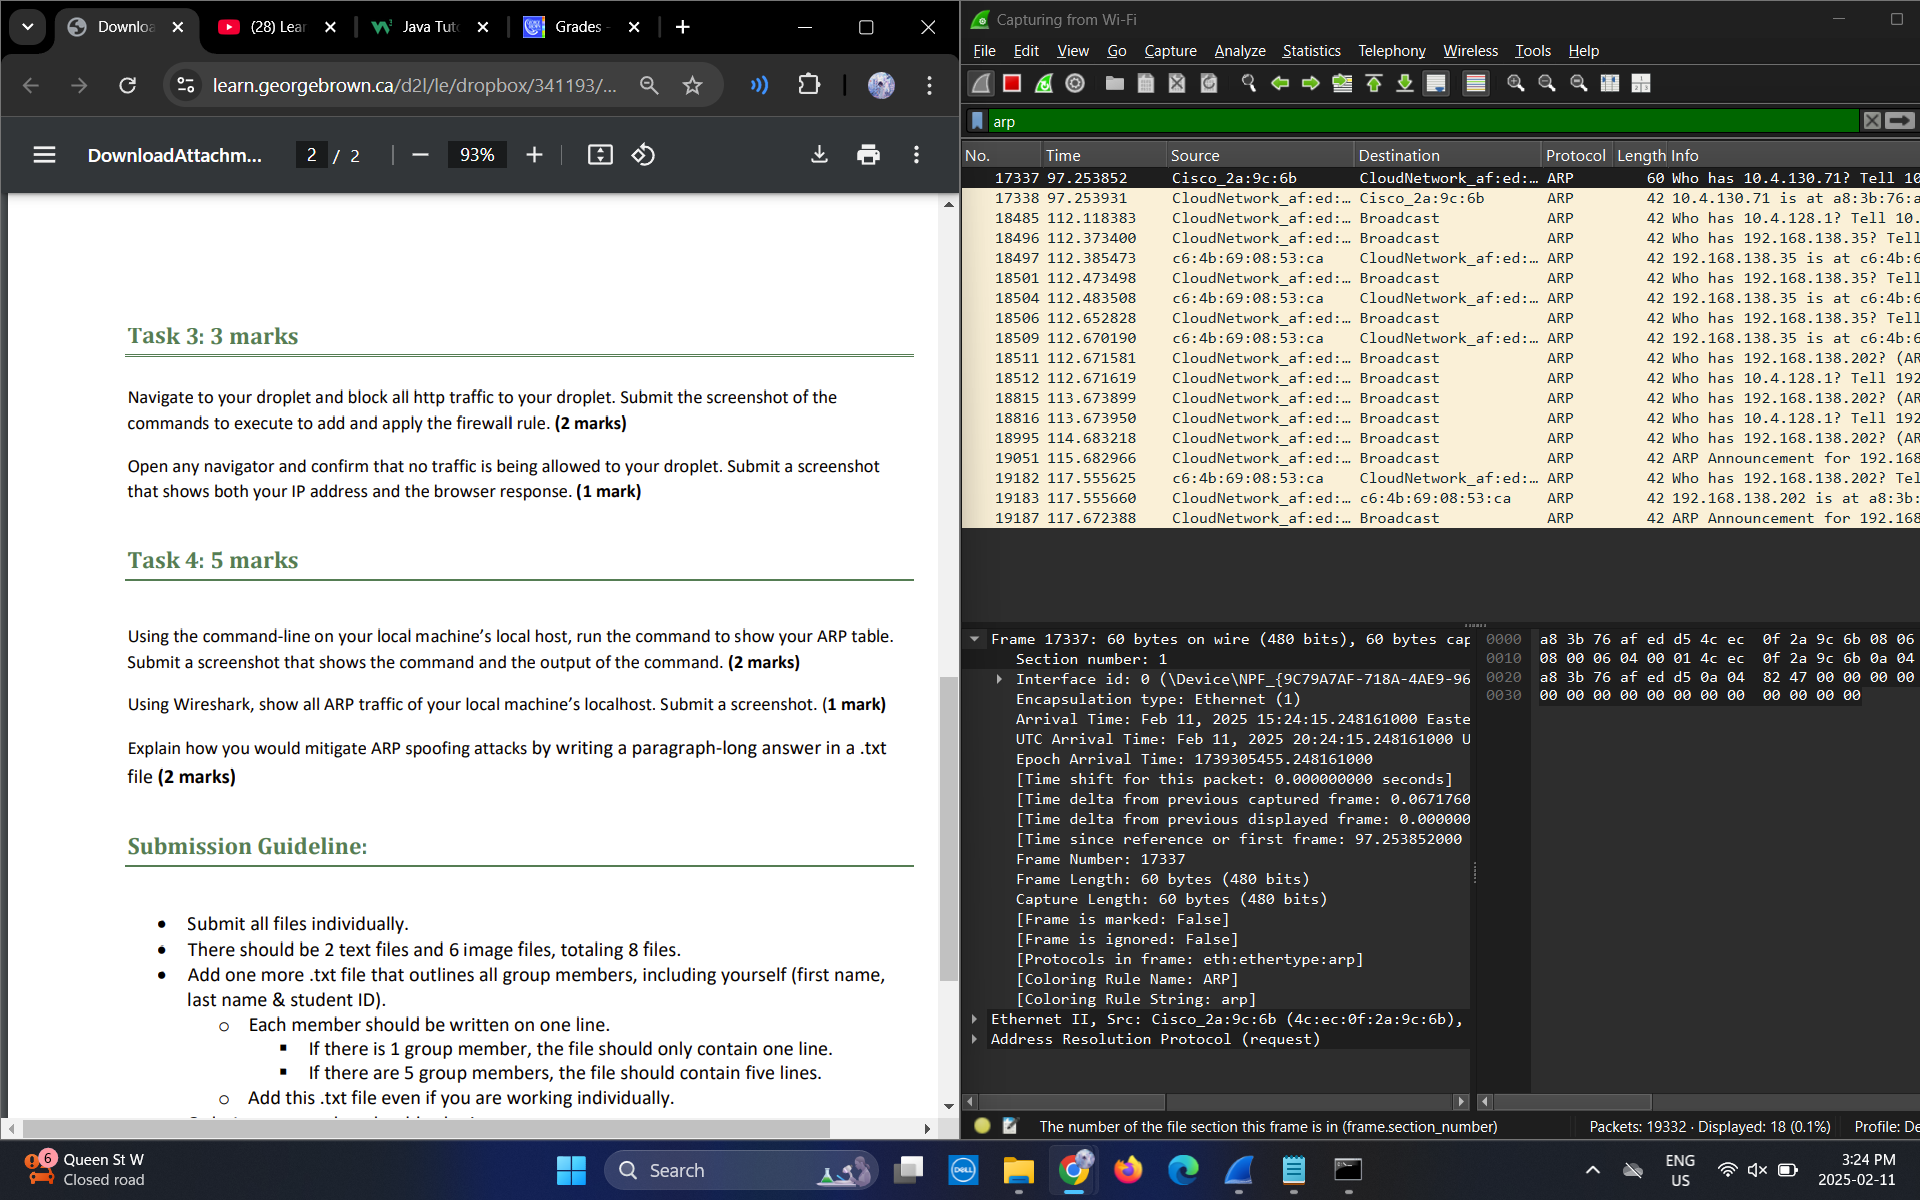 Downloa
(28) Lear
Java Tuto
Grades -
learn.georgebrown.ca/d2l/le/dropbox/341193/...
DownloadAttachm...
2 / 2
93%
Task 3: 3 marks
Navigate to your droplet and block all http traffic to your droplet. Submit the screenshot of the
commands to execute to add and apply the firewall rule. (2 marks)
Open any navigator and confirm that no traffic is being allowed to your droplet. Submit a screenshot
that shows both your IP address and the browser response. (1 mark)
Task 4: 5 marks
Using the command-line on your local machine's local host, run the command to show your ARP table.
Submit a screenshot that shows the command and the output of the command. (2 marks)
Using Wireshark, show all ARP traffic of your local machine's localhost. Submit a screenshot. (1 mark)
Explain how you would mitigate ARP spoofing attacks by writing a paragraph-long answer in a .txt
file (2 marks)
Submission Guideline:
• Submit all files individually.
• There should be 2 text files and 6 image files, totaling 8 files.
• Add one more .txt file that outlines all group members, including yourself (first name,
last name & student ID).
o Each member should be written on one line.
▪ If there is 1 group member, the file should only contain one line.
▪ If there are 5 group members, the file should contain five lines.
o Add this .txt file even if you are working individually.
Capturing from Wi-Fi
File Edit View Go Capture Analyze Statistics Telephony Wireless Tools Help
arp
No. Time Source Destination Protocol Length Info
17337 97.253852 Cisco_2a:9c:6b CloudNetwork_af:ed:… ARP 60 Who has 10.4.130.71? Tell 10
17338 97.253931 CloudNetwork_af:ed:… Cisco_2a:9c:6b ARP 42 10.4.130.71 is at a8:3b:76:a
18485 112.118383 CloudNetwork_af:ed:… Broadcast ARP 42 Who has 10.4.128.1? Tell 10.
18496 112.373400 CloudNetwork_af:ed:… Broadcast ARP 42 Who has 192.168.138.35? Tell
18497 112.385473 c6:4b:69:08:53:ca CloudNetwork_af:ed:… ARP 42 192.168.138.35 is at c6:4b:6
18501 112.473498 CloudNetwork_af:ed:… Broadcast ARP 42 Who has 192.168.138.35? Tell
18504 112.483508 c6:4b:69:08:53:ca CloudNetwork_af:ed:… ARP 42 192.168.138.35 is at c6:4b:6
18506 112.652828 CloudNetwork_af:ed:… Broadcast ARP 42 Who has 192.168.138.35? Tell
18509 112.670190 c6:4b:69:08:53:ca CloudNetwork_af:ed:… ARP 42 192.168.138.35 is at c6:4b:6
18511 112.671581 CloudNetwork_af:ed:… Broadcast ARP 42 Who has 192.168.138.202? (AR
18512 112.671619 CloudNetwork_af:ed:… Broadcast ARP 42 Who has 10.4.128.1? Tell 192
18815 113.673899 CloudNetwork_af:ed:… Broadcast ARP 42 Who has 192.168.138.202? (AR
18816 113.673950 CloudNetwork_af:ed:… Broadcast ARP 42 Who has 10.4.128.1? Tell 192
18995 114.683218 CloudNetwork_af:ed:… Broadcast ARP 42 Who has 192.168.138.202? (AR
19051 115.682966 CloudNetwork_af:ed:… Broadcast ARP 42 ARP Announcement for 192.168
19182 117.555625 c6:4b:69:08:53:ca CloudNetwork_af:ed:… ARP 42 Who has 192.168.138.202? Tel
19183 117.555660 CloudNetwork_af:ed:… c6:4b:69:08:53:ca ARP 42 192.168.138.202 is at a8:3b:
19187 117.672388 CloudNetwork_af:ed:… Broadcast ARP 42 ARP Announcement for 192.168
Frame 17337: 60 bytes on wire (480 bits), 60 bytes cap
Section number: 1
Interface id: 0 (\Device\NPF_{9C79A7AF-718A-4AE9-96
Encapsulation type: Ethernet (1)
Arrival Time: Feb 11, 2025 15:24:15.248161000 Easte
UTC Arrival Time: Feb 11, 2025 20:24:15.248161000 U
Epoch Arrival Time: 1739305455.248161000
[Time shift for this packet: 0.000000000 seconds]
[Time delta from previous captured frame: 0.0671760
[Time delta from previous displayed frame: 0.000000
[Time since reference or first frame: 97.253852000
Frame Number: 17337
Frame Length: 60 bytes (480 bits)
Capture Length: 60 bytes (480 bits)
[Frame is marked: False]
[Frame is ignored: False]
[Protocols in frame: eth:ethertype:arp]
[Coloring Rule Name: ARP]
[Coloring Rule String: arp]
Ethernet II, Src: Cisco_2a:9c:6b (4c:ec:0f:2a:9c:6b),
Address Resolution Protocol (request)
0000 a8 3b 76 af ed d5 4c ec 0f 2a 9c 6b 08 06
0010 08 00 06 04 00 01 4c ec 0f 2a 9c 6b 0a 04
0020 a8 3b 76 af ed d5 0a 04 82 47 00 00 00 00
0030 00 00 00 00 00 00 00 00 00 00 00 00
The number of the file section this frame is in (frame.section_number)
Packets: 19332 · Displayed: 18 (0.1%)
Profile: De
6
Queen St W
Closed road
Search
DELL
ENG
US
3:24 PM
2025-02-11